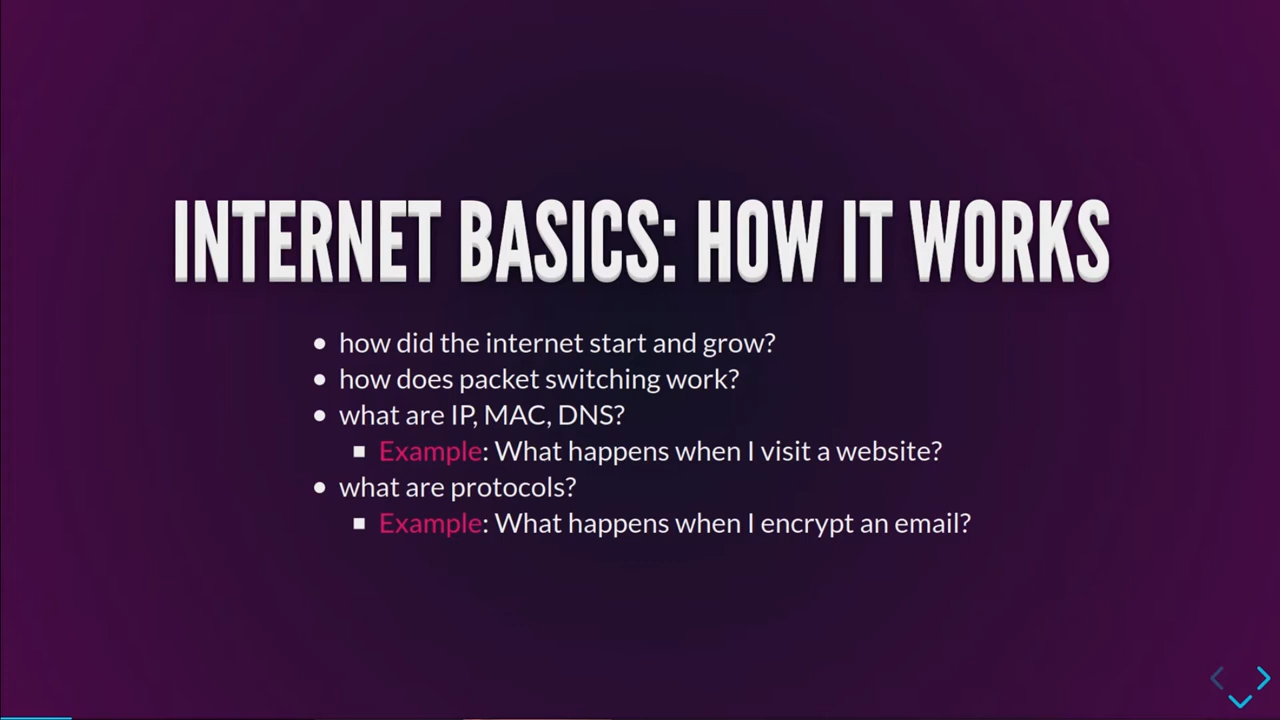 INTERNET BASICS: HOW IT WORKS
how did the internet start and grow?
how does packet switching work?
what are IP, MAC, DNS?
Example: What happens when I visit a website?
what are protocols?
Example: What happens when I encrypt an email?